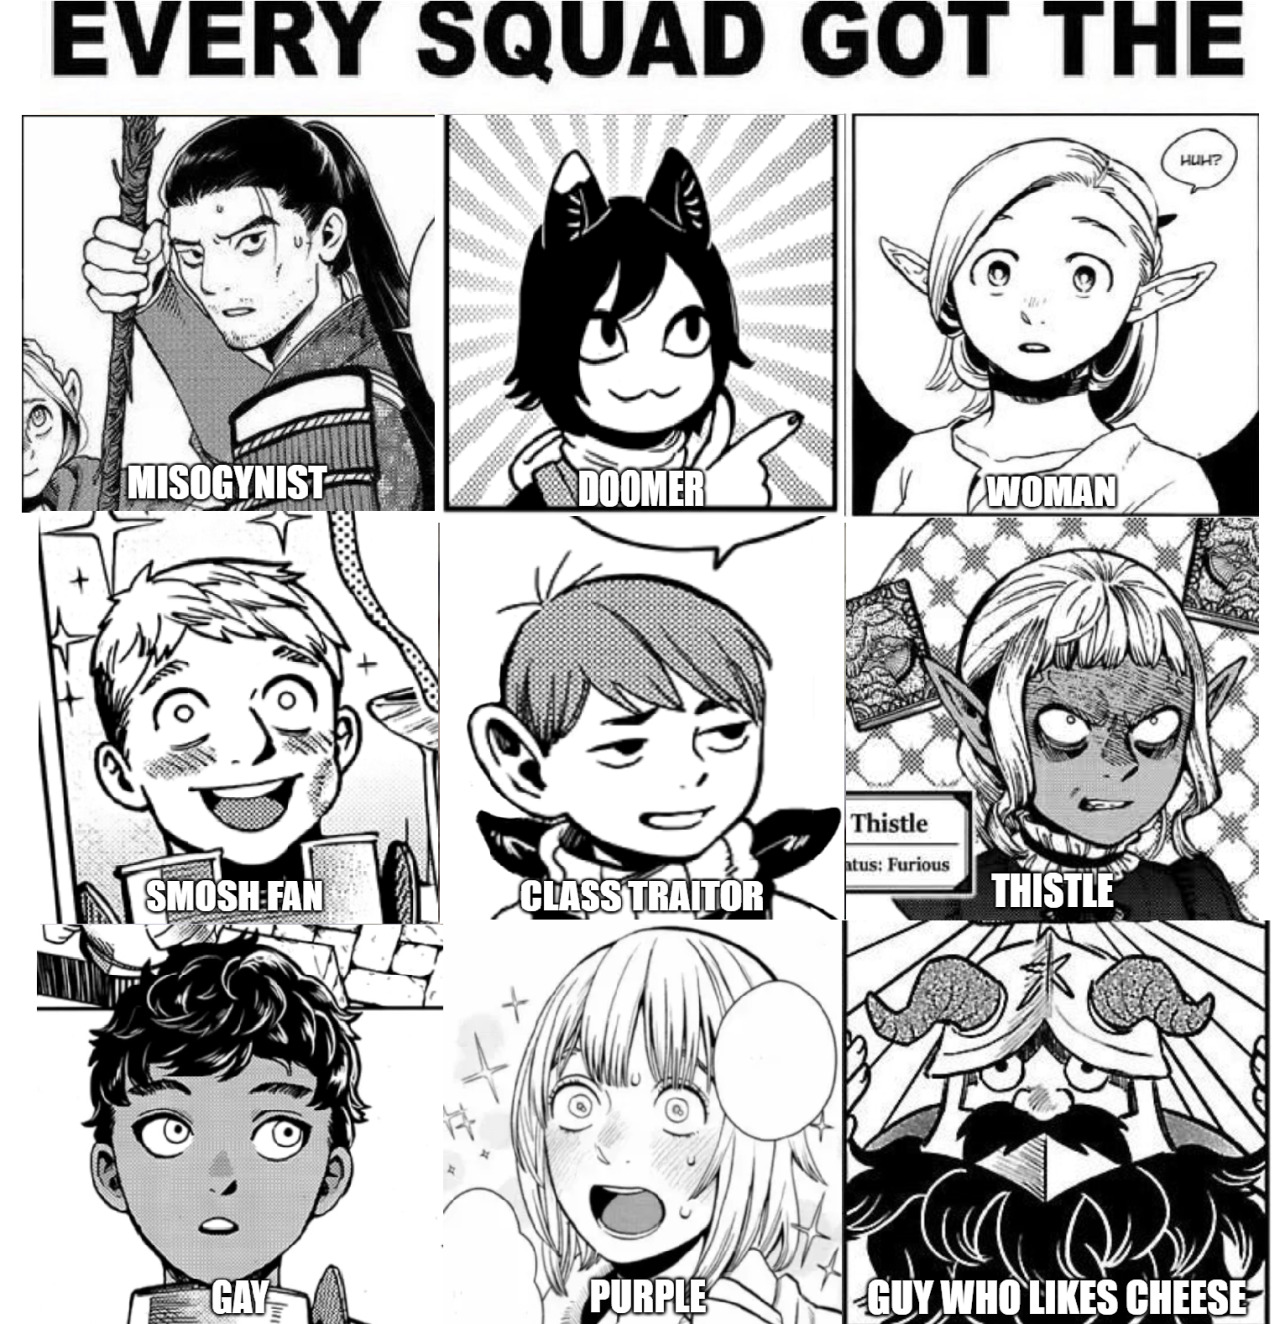 EVERY SQUAD GOT THE
HUH?
MISOGYNIST
DOOMER
WOMAN
Thistle
atus: Furious
SMOSH FAN
CLASS TRAITOR
THISTLE
GAY
PURPLE
GUY WHO LIKES CHEESE